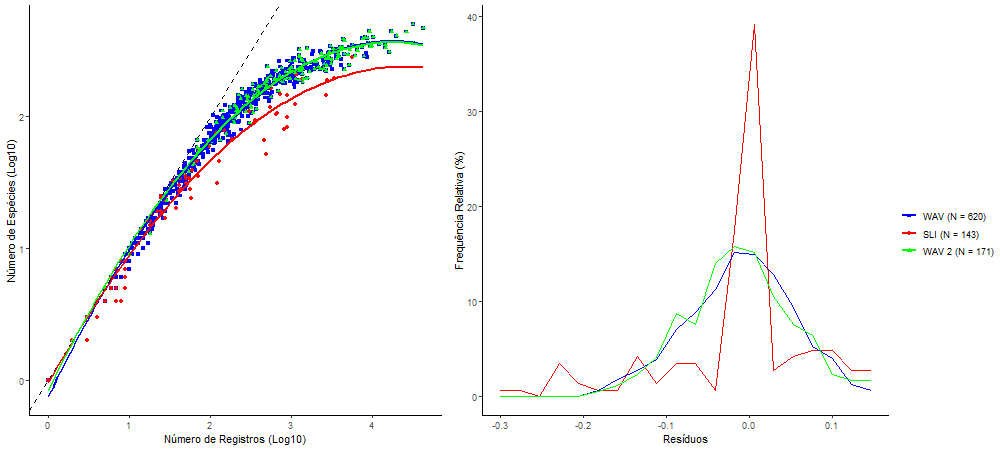 Número de Espécies (Log10)
2
1
0
0
1
2
3
4
Número de Registros (Log10)
Frequência Relativa (%)
40
30
20
10
0
-0.3
-0.2
-0.1
0.0
0.1
Resíduos
WAV (N = 620)
SLI (N = 143)
WAV 2 (N = 171)